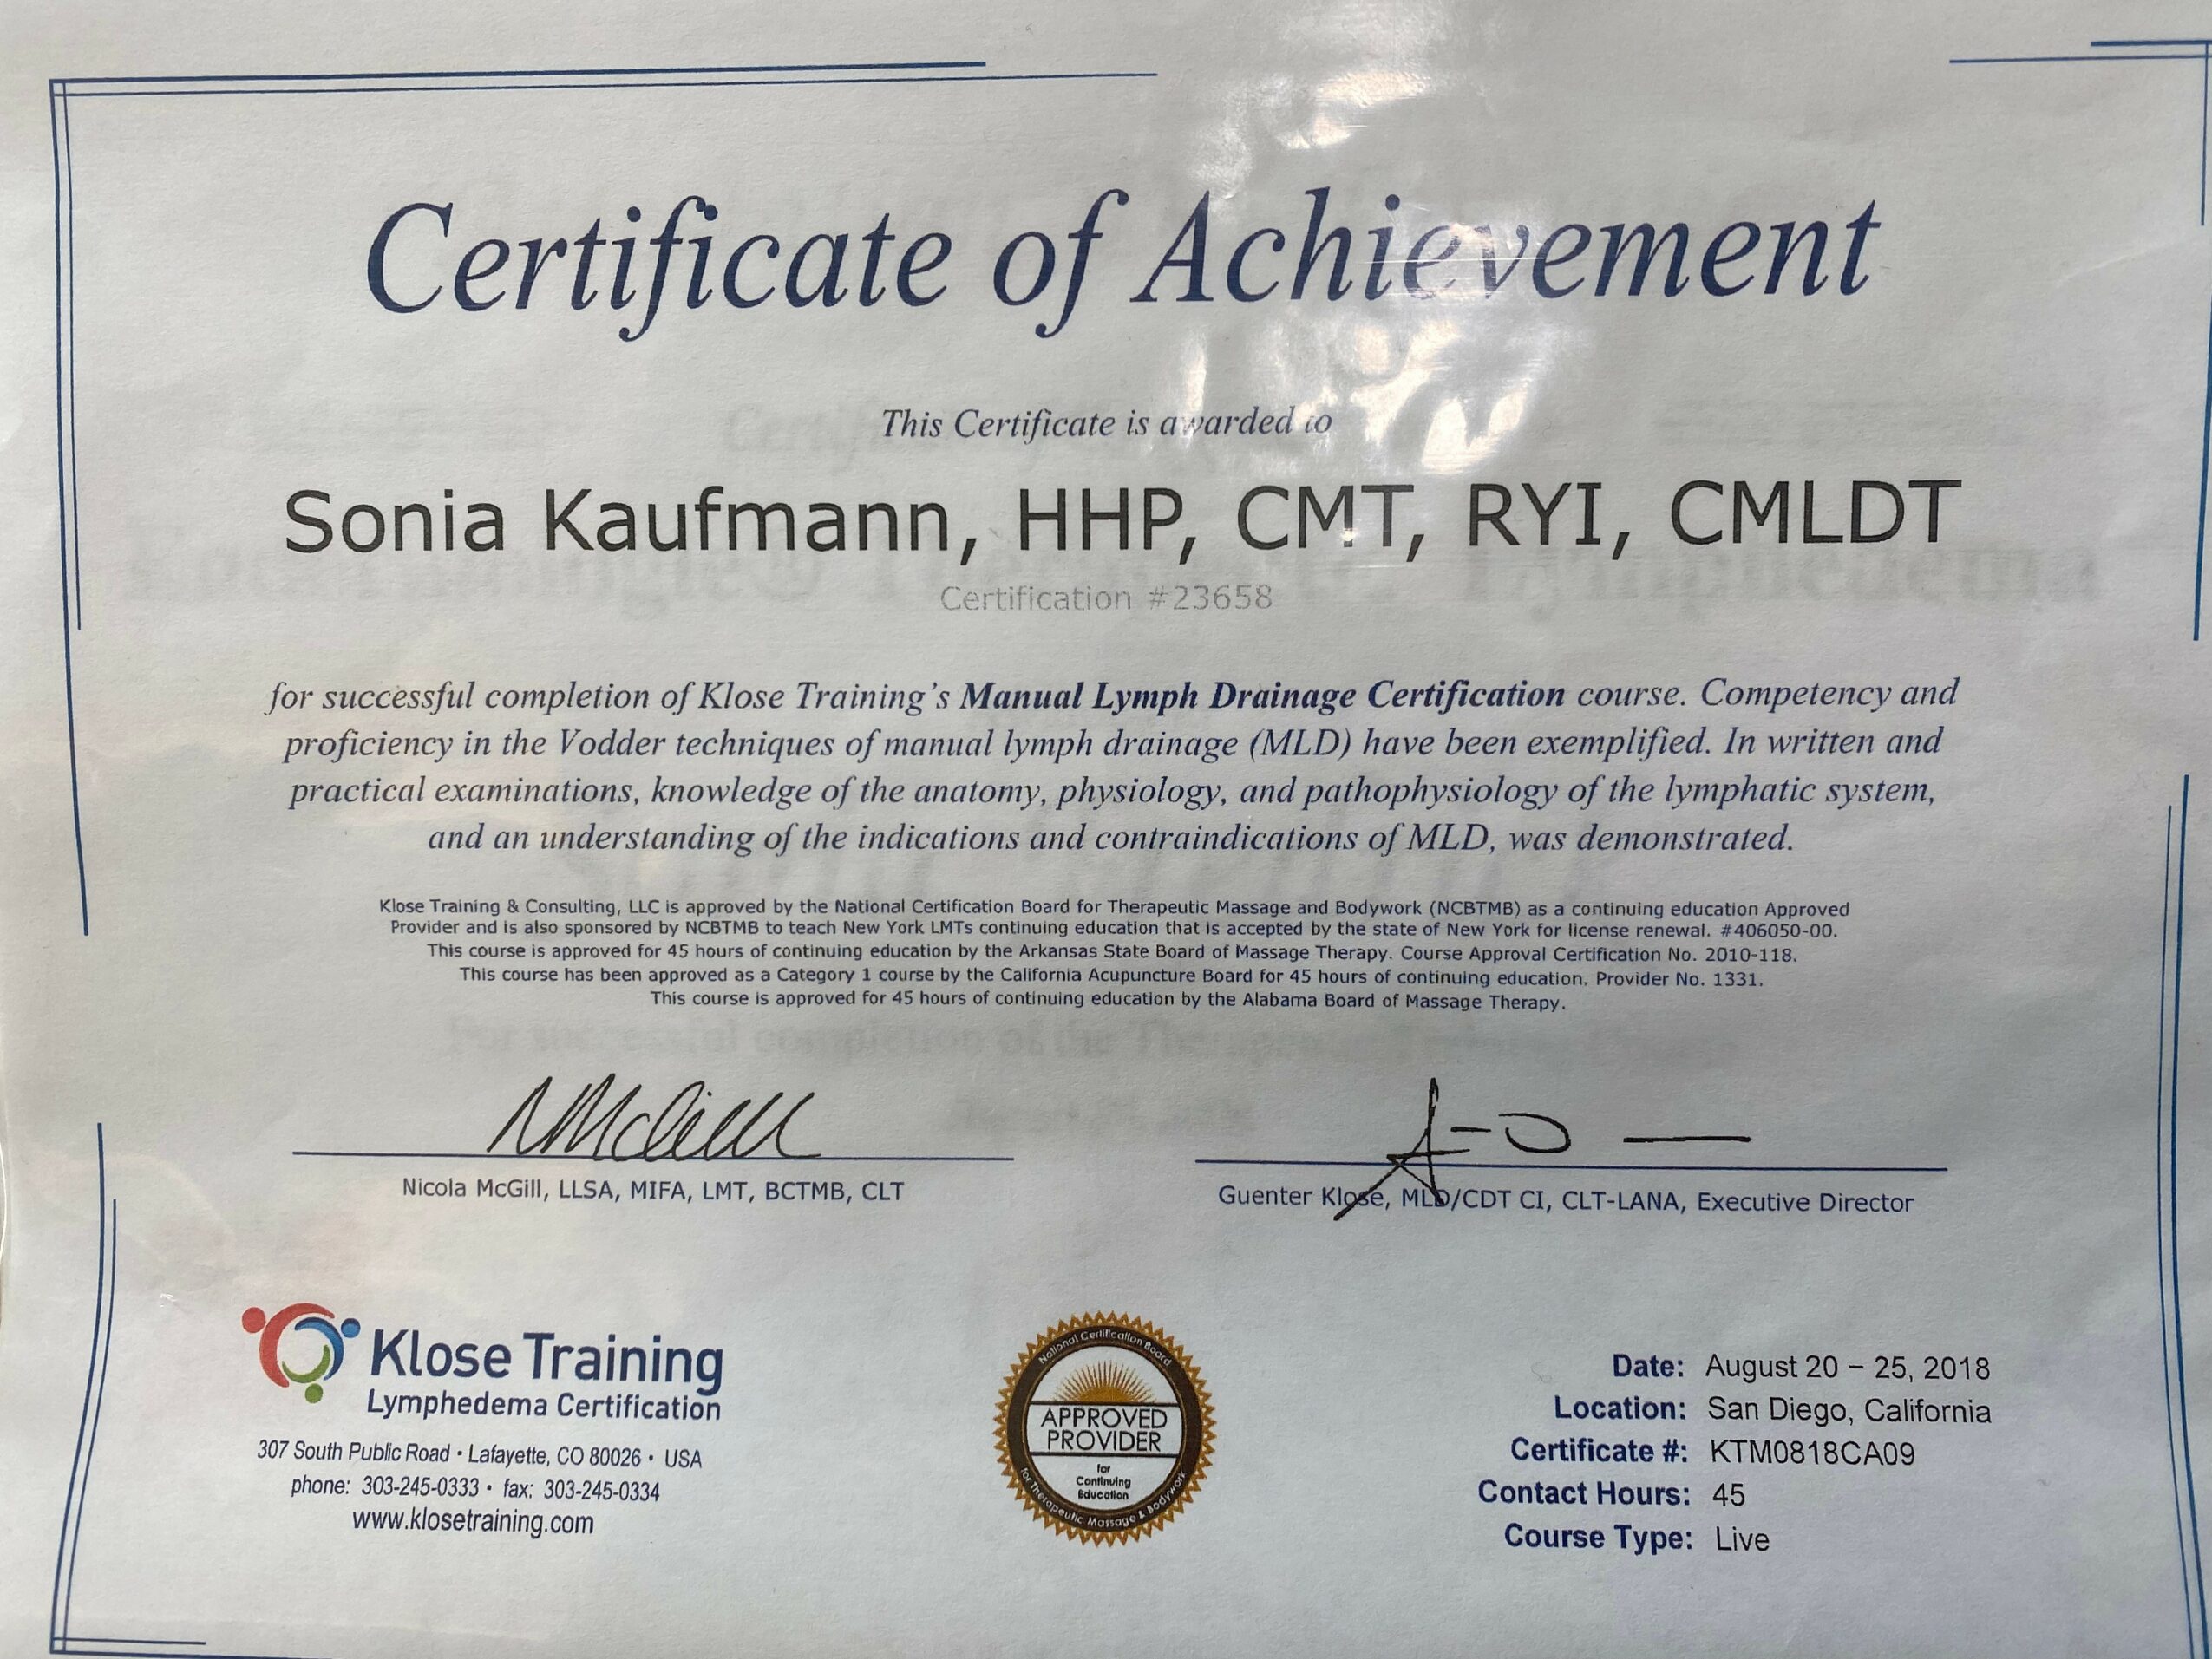 Certificate of Achievement
This Certificate is awarded to
Sonia Kaufmann, HHP, CMT, RYI, CMLDT
Certification #23658
for successful completion of Klose Training's Manual Lymph Drainage Certification course. Competency and
proficiency in the Vodder techniques of manual lymph drainage (MLD) have been exemplified. In written and
practical examinations, knowledge of the anatomy, physiology, and pathophysiology of the lymphatic system,
and an understanding of the indications and contraindications of MLD, was demonstrated.
Klose Training & Consulting, LLC is approved by the National Certification Board for Therapeutic Massage and Bodywork (NCBTMB) as a continuing education Approved
Provider and is also sponsored by NCBTMB to teach New York LMTs continuing education that is accepted by the state of New York for license renewal. #406050-00.
This course is approved for 45 hours of continuing education by the Arkansas State Board of Massage Therapy. Course Approval Certification No. 2010-118.
This course has been approved as a Category 1 course by the California Acupuncture Board for 45 hours of continuing education. Provider No. 1331.
This course is approved for 45 hours of continuing education by the Alabama Board of Massage Therapy.
For successful completion of the
Nicola McGill, LLSA, MIFA, LMT, BCTMB, CLT
Guenter Klose, MLD/CDT CI, CLT-LANA, Executive Director
Klose Training
Lymphedema Certification
307 South Public Road • Lafayette, CO 80026 • USA
phone: 303-245-0333 • fax: 303-245-0334
www.klosetraining.com
National Certification Board
APPROVED
PROVIDER
for
Continuing
Education
for Therapeutic Massage & Bodywork
Date: August 20 – 25, 2018
Location: San Diego, California
Certificate #: KTM0818CA09
Contact Hours: 45
Course Type: Live